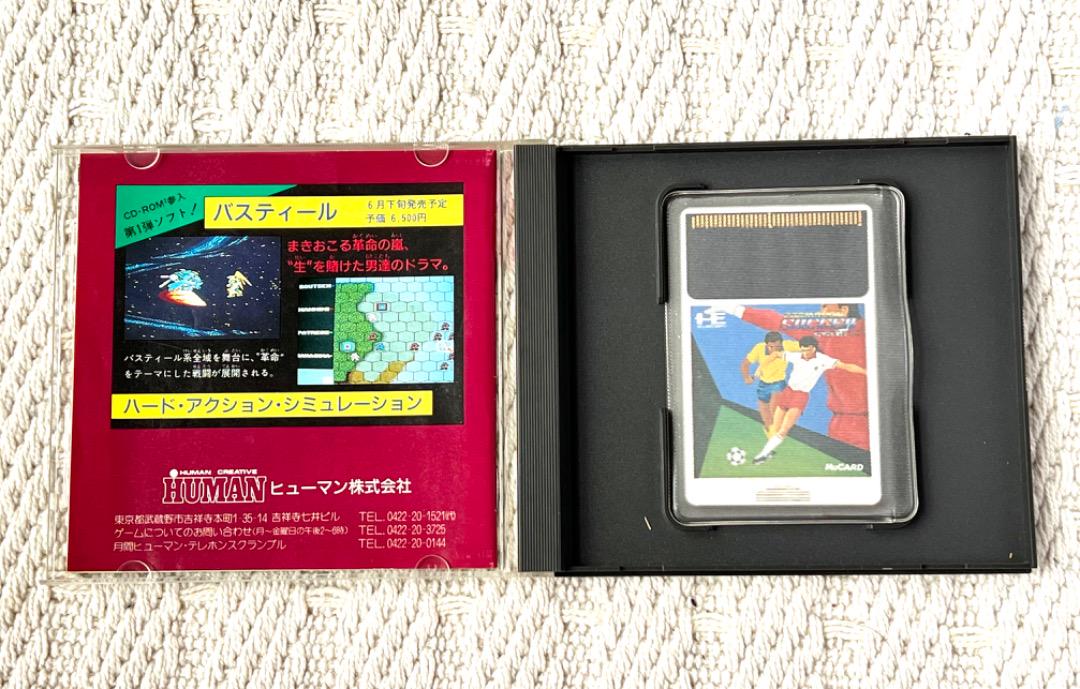 CD-ROM²参入
第1弾ソフト!
バスティール
6月下旬発売予定
予価 6,500円
まきおこる革命の嵐、
"生"を賭けた男達のドラマ。
バスティール系全域を舞台に、"革命"
をテーマにした戦闘が展開される。
ハード・アクション・シミュレーション
HUMAN CREATIVE
HUMAN ヒューマン株式会社
東京都武蔵野市吉祥寺本町1-35-14 吉祥寺七井ビル TEL.0422-20-1521(代)
ゲームについてのお問い合わせ(月〜金曜日の午後2〜6時) TEL.0422-20-3725
月間ヒューマン・テレホンスクランブル TEL.0422-20-0144
SOCCER
HuCARD